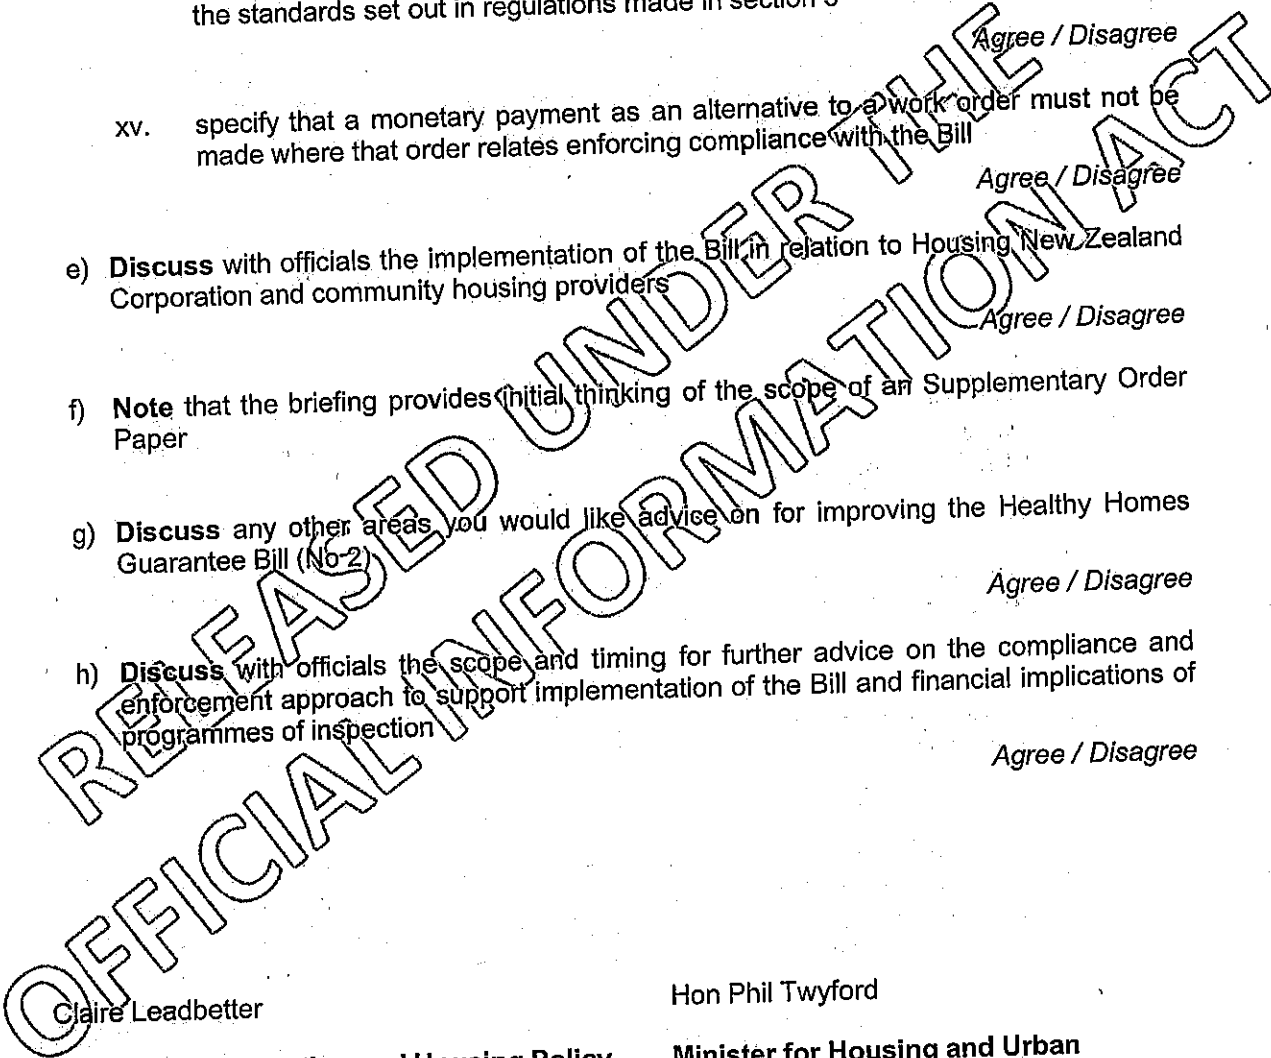 the standards set out in regulations made in section
Agree / Disagree
xv. specify that a monetary payment as an alternative to a work order must not be
made where that order relates enforcing compliance with the Bill
Agree / Disagree
e) Discuss with officials the implementation of the Bill in relation to Housing New Zealand
Corporation and community housing providers
Agree / Disagree
f) Note that the briefing provides initial thinking of the scope of an Supplementary Order
Paper
g) Discuss any other areas you would like advice on for improving the Healthy Homes
Guarantee Bill (No 2)
Agree / Disagree
h) Discuss with officials the scope and timing for further advice on the compliance and
enforcement approach to support implementation of the Bill and financial implications of
programmes of inspection
Agree / Disagree
Claire Leadbetter
Hon Phil Twyford
Housing Policy
Minister for Housing and Urban
RELEASED UNDER THE
OFFICIAL INFORMATION ACT